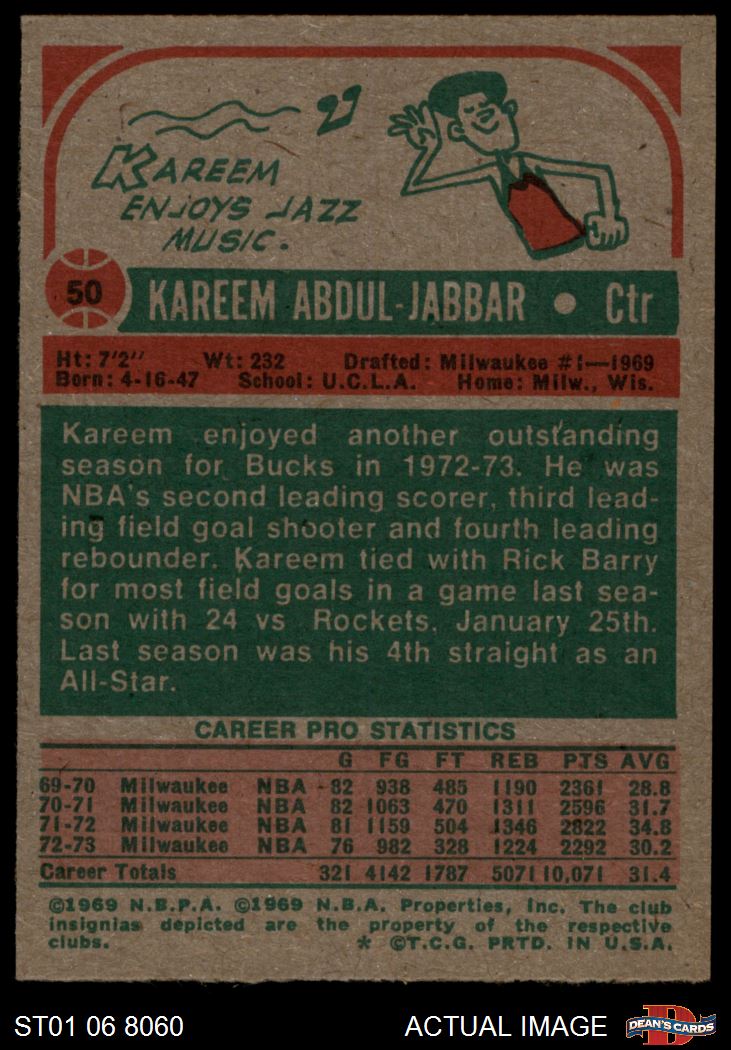 KAREEM
ENJOYS JAZZ
MUSIC.
50 KAREEM ABDUL-JABBAR • Ctr
Ht: 7'2" Wt: 232 Drafted: Milwaukee #1—1969
Born: 4-16-47 School: U.C.L.A. Home: Milw., Wis.
Kareem enjoyed another outstanding
season for Bucks in 1972-73. He was
NBA's second leading scorer, third lead-
ing field goal shooter and fourth leading
rebounder. Kareem tied with Rick Barry
for most field goals in a game last sea-
son with 24 vs Rockets, January 25th.
Last season was his 4th straight as an
All-Star.
CAREER PRO STATISTICS
G FG FT REB PTS AVG
69-70 Milwaukee NBA 82 938 485 1190 2361 28.8
70-71 Milwaukee NBA 82 1063 470 1311 2596 31.7
71-72 Milwaukee NBA 81 1159 504 1346 2822 34.8
72-73 Milwaukee NBA 76 982 328 1224 2292 30.2
Career Totals 321 4142 1787 5071 10,071 31.4
©1969 N.B.P.A. ©1969 N.B.A. Properties, Inc. The club
insignias depicted are the property of the respective
clubs. * ©T.C.G. PRTD. IN U.S.A.
ST01 06 8060 ACTUAL IMAGE D DEAN'S CARDS